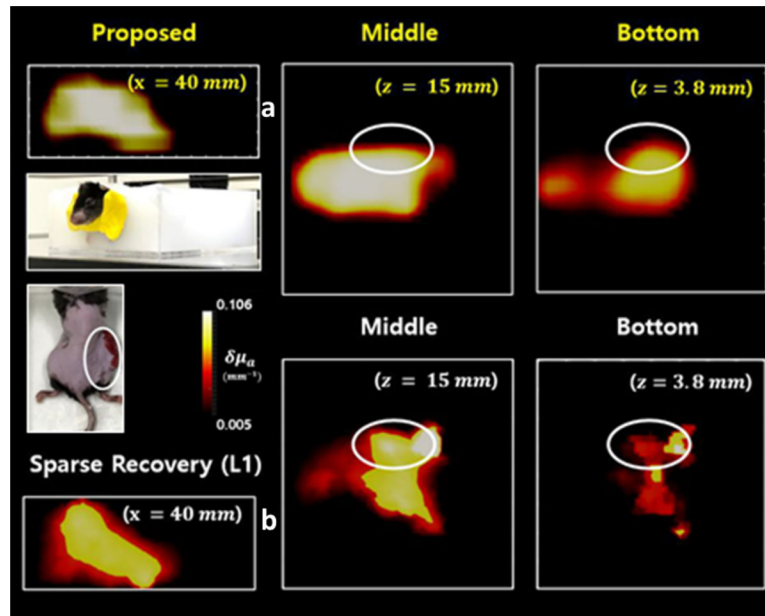 Proposed
Middle
Bottom
(x = 40 mm)
a
(z = 15 mm)
(z = 3.8 mm)
0.106
δμₐ
(mm⁻¹)
0.005
Middle
Bottom
(z = 15 mm)
(z = 3.8 mm)
Sparse Recovery (L1)
(x = 40 mm)
b